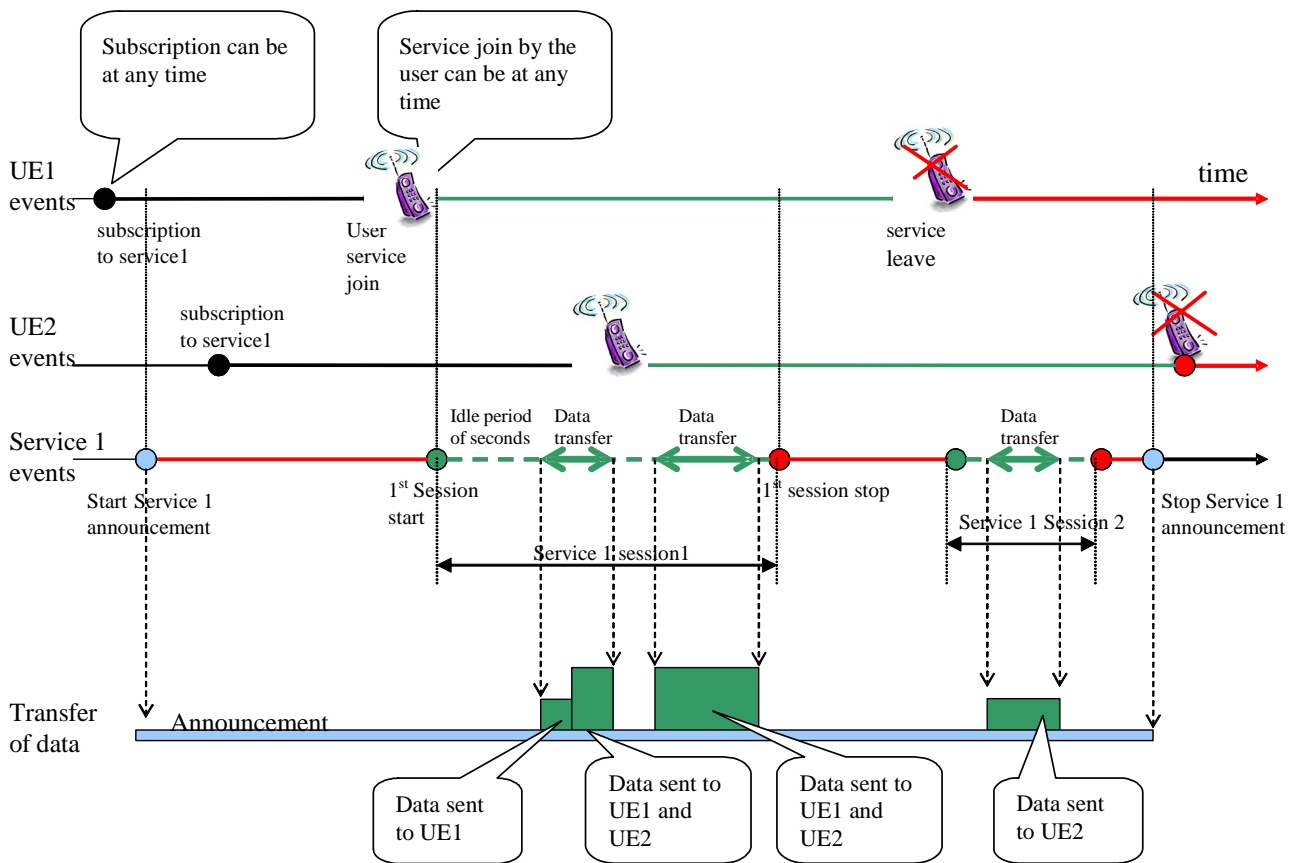 Subscription can be
at any time
Service join by the
user can be at any
time
UE1
events
time
subscription
to service1
User
service
join
service
leave
UE2
events
subscription
to service1
Service 1
events
Idle period
of seconds
Data
transfer
Data
transfer
Data
transfer
Start Service 1
announcement
1st Session
start
1st session stop
Stop Service 1
announcement
Service 1 Session 2
Service 1 session1
Transfer
of data
Announcement
Data sent
to UE1
Data sent to
UE1 and
UE2
Data sent to
UE1 and
UE2
Data sent
to UE2